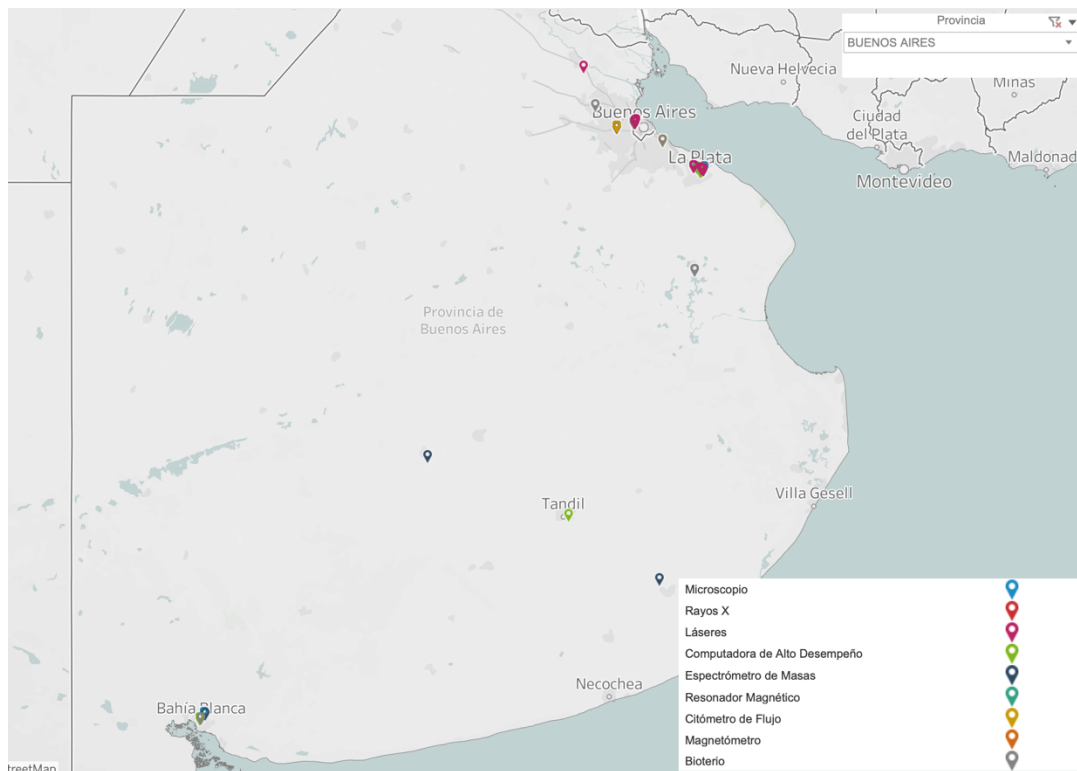 Provincia
BUENOS AIRES
Nueva Helvecia
Minas
Buenos Aires
Ciudad
del Plata
La Plata
Maldonad
Montevideo
Provincia de
Buenos Aires
Tandil
Villa Gesell
Necochea
Bahía Blanca
Microscopio
Rayos X
Láseres
Computadora de Alto Desempeño
Espectrómetro de Masas
Resonador Magnético
Citómetro de Flujo
Magnetómetro
Bioterio
treetMap